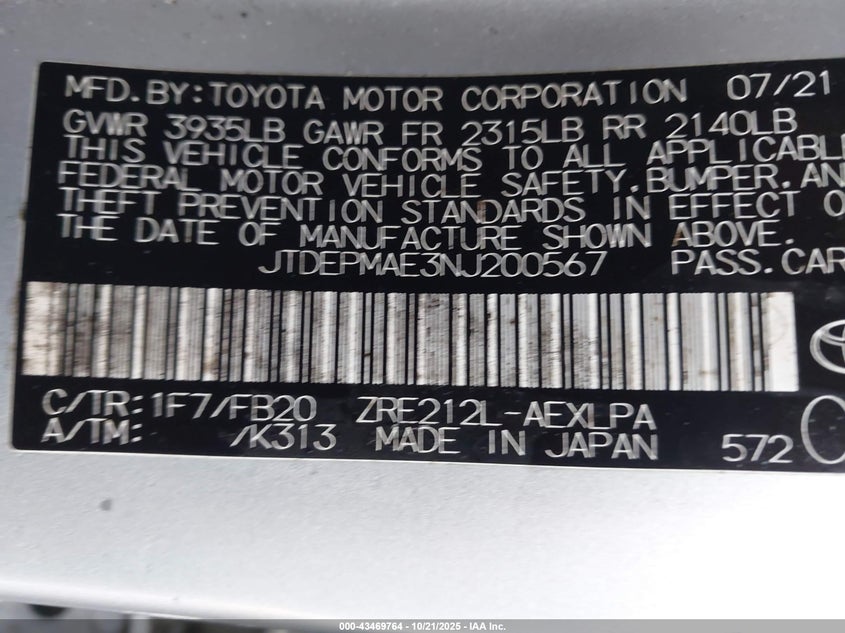 MFD.BY:TOYOTA MOTOR CORPORATION 07/21
GVWR 3935LB GAWR FR 2315LB RR 2140LB
THIS VEHICLE CONFORMS TO ALL APPLICABL
FEDERAL MOTOR VEHICLE SAFETY,BUMPER,AN
THEFT PREVENTION STANDARDS IN EFFECT O
THE DATE OF MANUFACTURE SHOWN ABOVE.
JTDEPMAE3NJ200567 PASS.CAR
C/TR:1F7/FB20 ZRE212L-AEXLPA
A/TM: /K313 MADE IN JAPAN 572
000-43469764 - 10/21/2025 - IAA Inc.